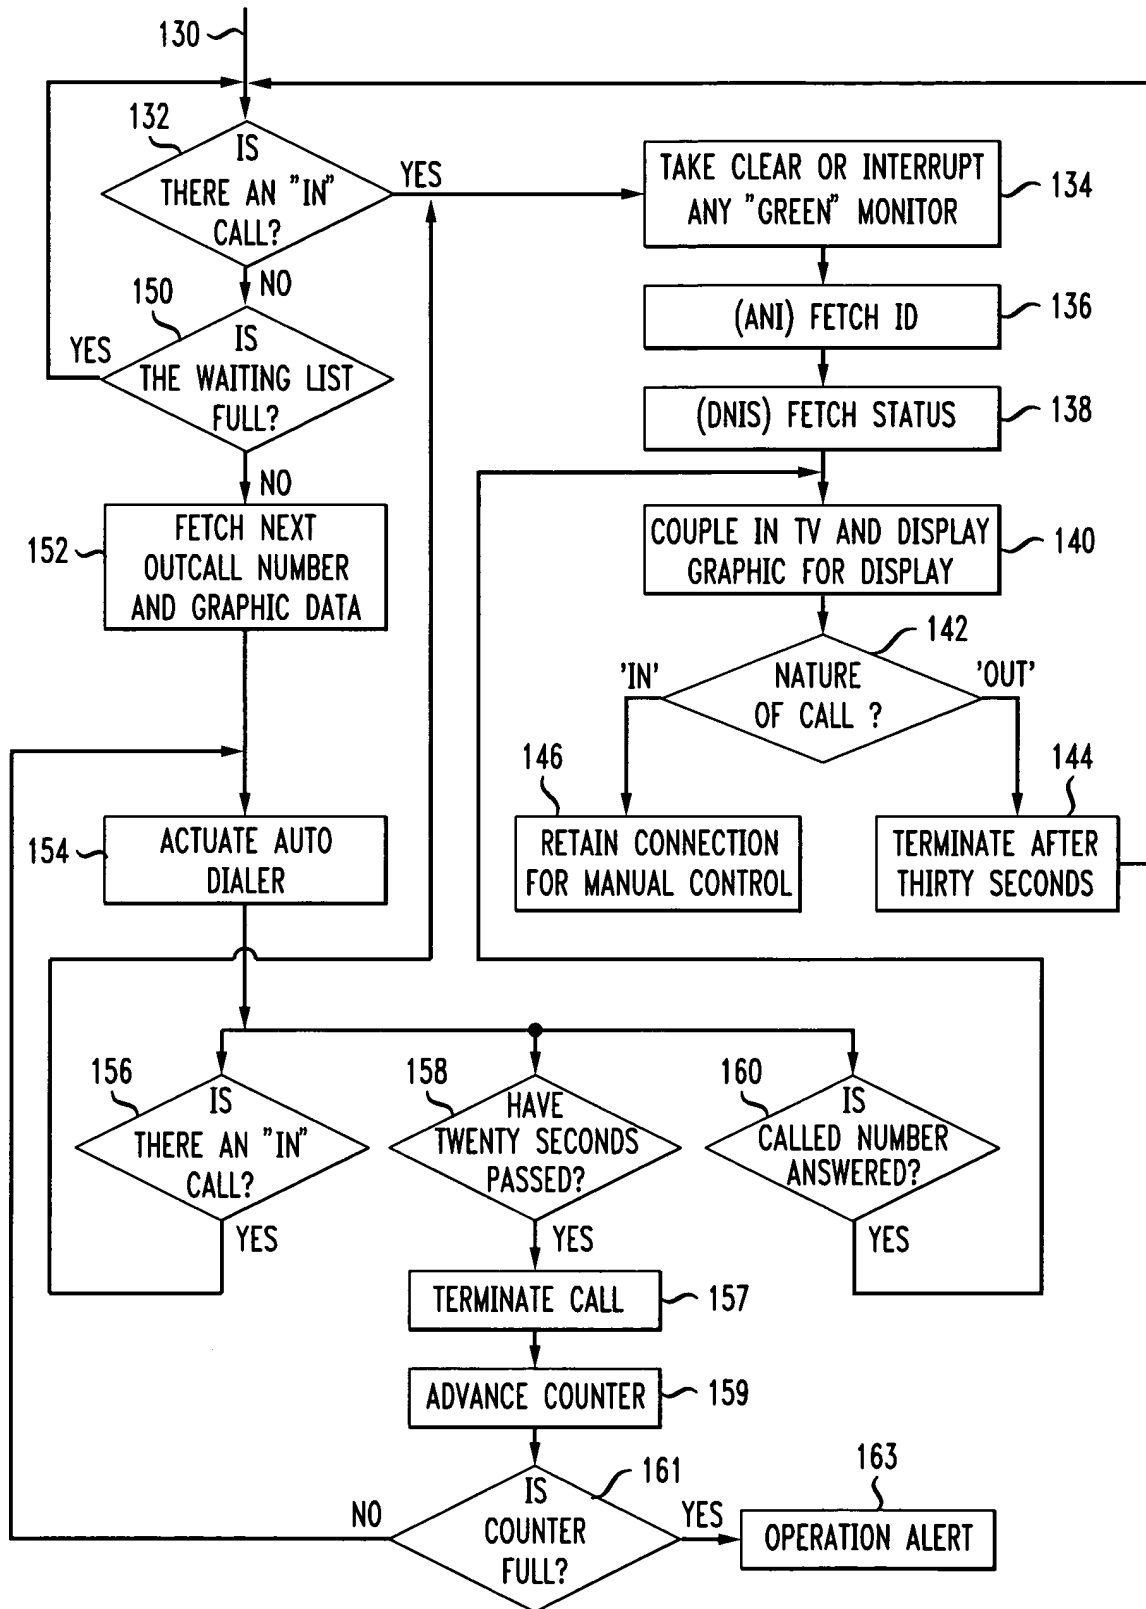 130
132
IS
THERE AN "IN"
CALL?
YES
NO
TAKE CLEAR OR INTERRUPT
ANY "GREEN" MONITOR
134
(ANI) FETCH ID
136
(DNIS) FETCH STATUS
138
150
IS
THE WAITING LIST
FULL?
YES
NO
152
FETCH NEXT
OUTCALL NUMBER
AND GRAPHIC DATA
COUPLE IN TV AND DISPLAY
GRAPHIC FOR DISPLAY
140
142
'IN'
NATURE
OF CALL ?
'OUT'
146
RETAIN CONNECTION
FOR MANUAL CONTROL
144
TERMINATE AFTER
THIRTY SECONDS
154
ACTUATE AUTO
DIALER
156
IS
THERE AN "IN"
CALL?
YES
158
HAVE
TWENTY SECONDS
PASSED?
YES
160
IS
CALLED NUMBER
ANSWERED?
YES
TERMINATE CALL
157
ADVANCE COUNTER
159
161
IS
COUNTER
FULL?
NO
YES
163
OPERATION ALERT